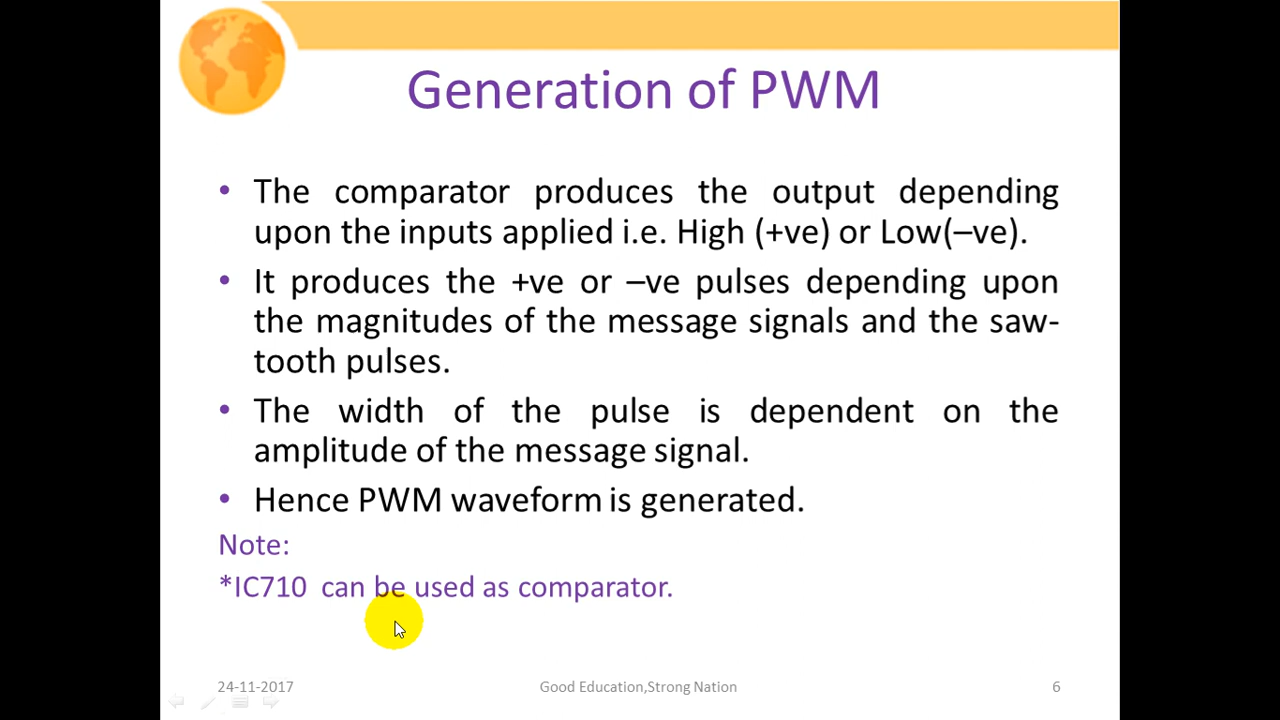 Generation of PWM
• The comparator produces the output depending
upon the inputs applied i.e. High (+ve) or Low(–ve).
• It produces the +ve or –ve pulses depending upon
the magnitudes of the message signals and the saw-
tooth pulses.
• The width of the pulse is dependent on the
amplitude of the message signal.
• Hence PWM waveform is generated.
Note:
*IC710 can be used as comparator.
24-11-2017 Good Education,Strong Nation 6